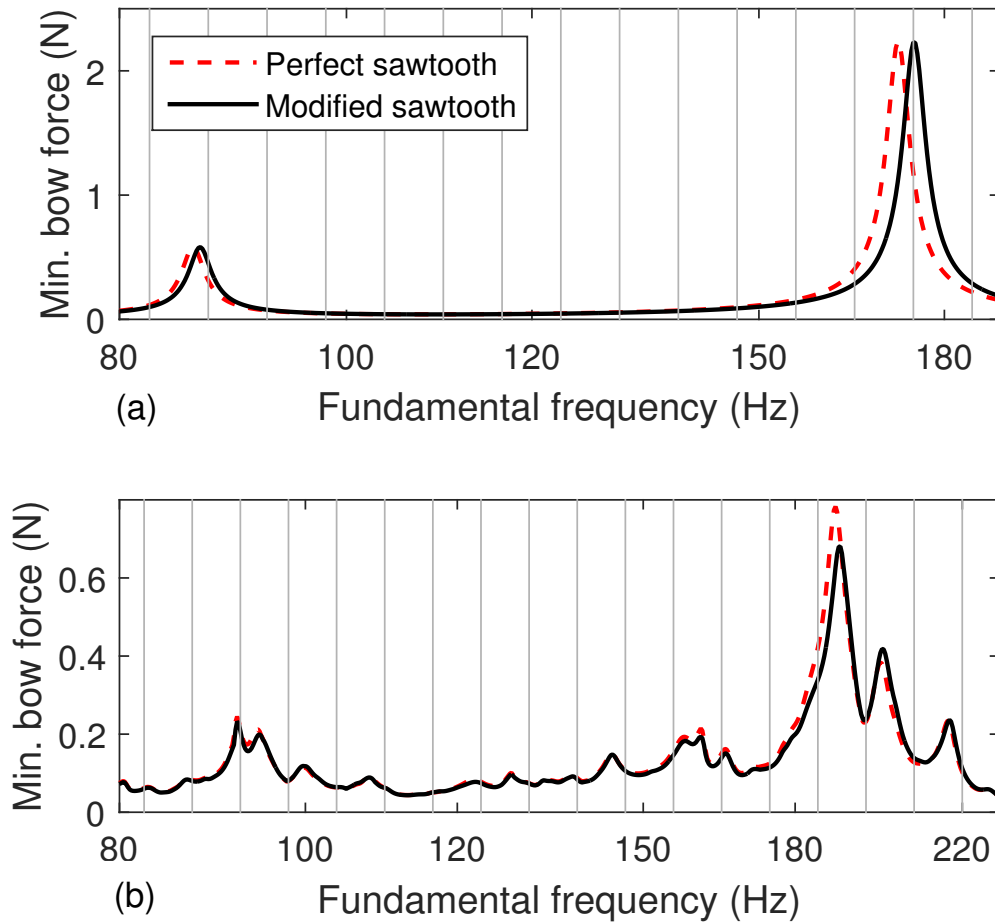 Min. bow force (N)
2
1
0
Perfect sawtooth
Modified sawtooth
80
100
120
150
180
(a)
Fundamental frequency (Hz)
Min. bow force (N)
0.6
0.4
0.2
0
80
100
120
150
180
220
(b)
Fundamental frequency (Hz)